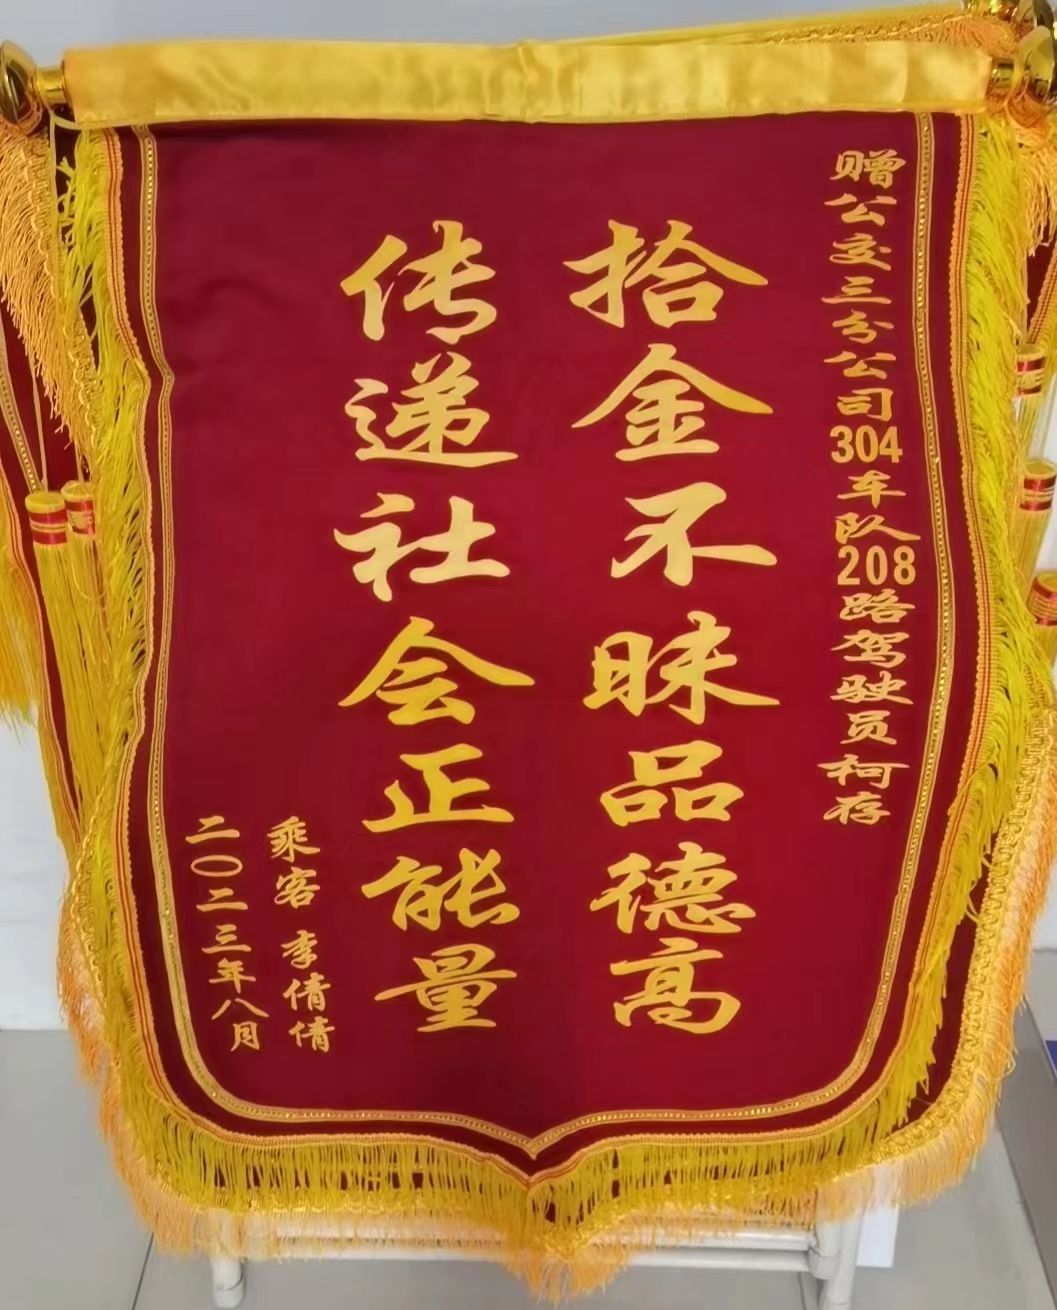 赠公交三分公司304车队208路驾驶员柯存
拾金不昧品德高
传递社会正能量
乘客 李倩倩
二〇二三年八月